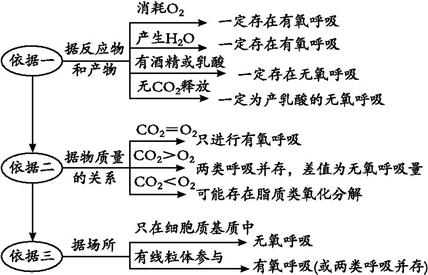 消耗O₂
一定存在有氧呼吸
产生H₂O
一定存在有氧呼吸
依据一
据反应物
和产物
有酒精或乳酸
一定存在无氧呼吸
无CO₂释放
一定为产乳酸的无氧呼吸
CO₂=O₂
只进行有氧呼吸
依据二
据物质量
的关系
CO₂>O₂
两类呼吸并存，差值为无氧呼吸量
CO₂<O₂
可能存在脂质类氧化分解
依据三
据场所
只在细胞质基质中
无氧呼吸
有线粒体参与
有氧呼吸(或两类呼吸并存)